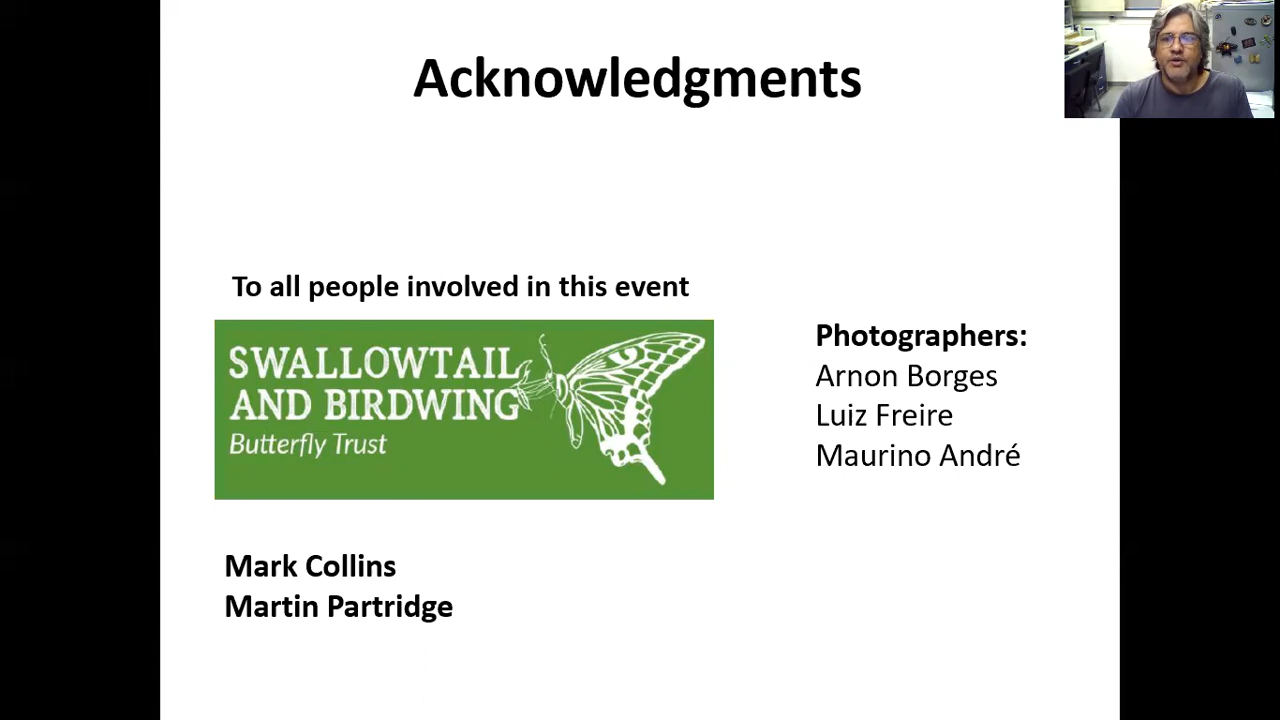 Acknowledgments
To all people involved in this event
SWALLOWTAIL
AND BIRDWING
Butterfly Trust
Mark Collins
Martin Partridge
Photographers:
Arnon Borges
Luiz Freire
Maurino André